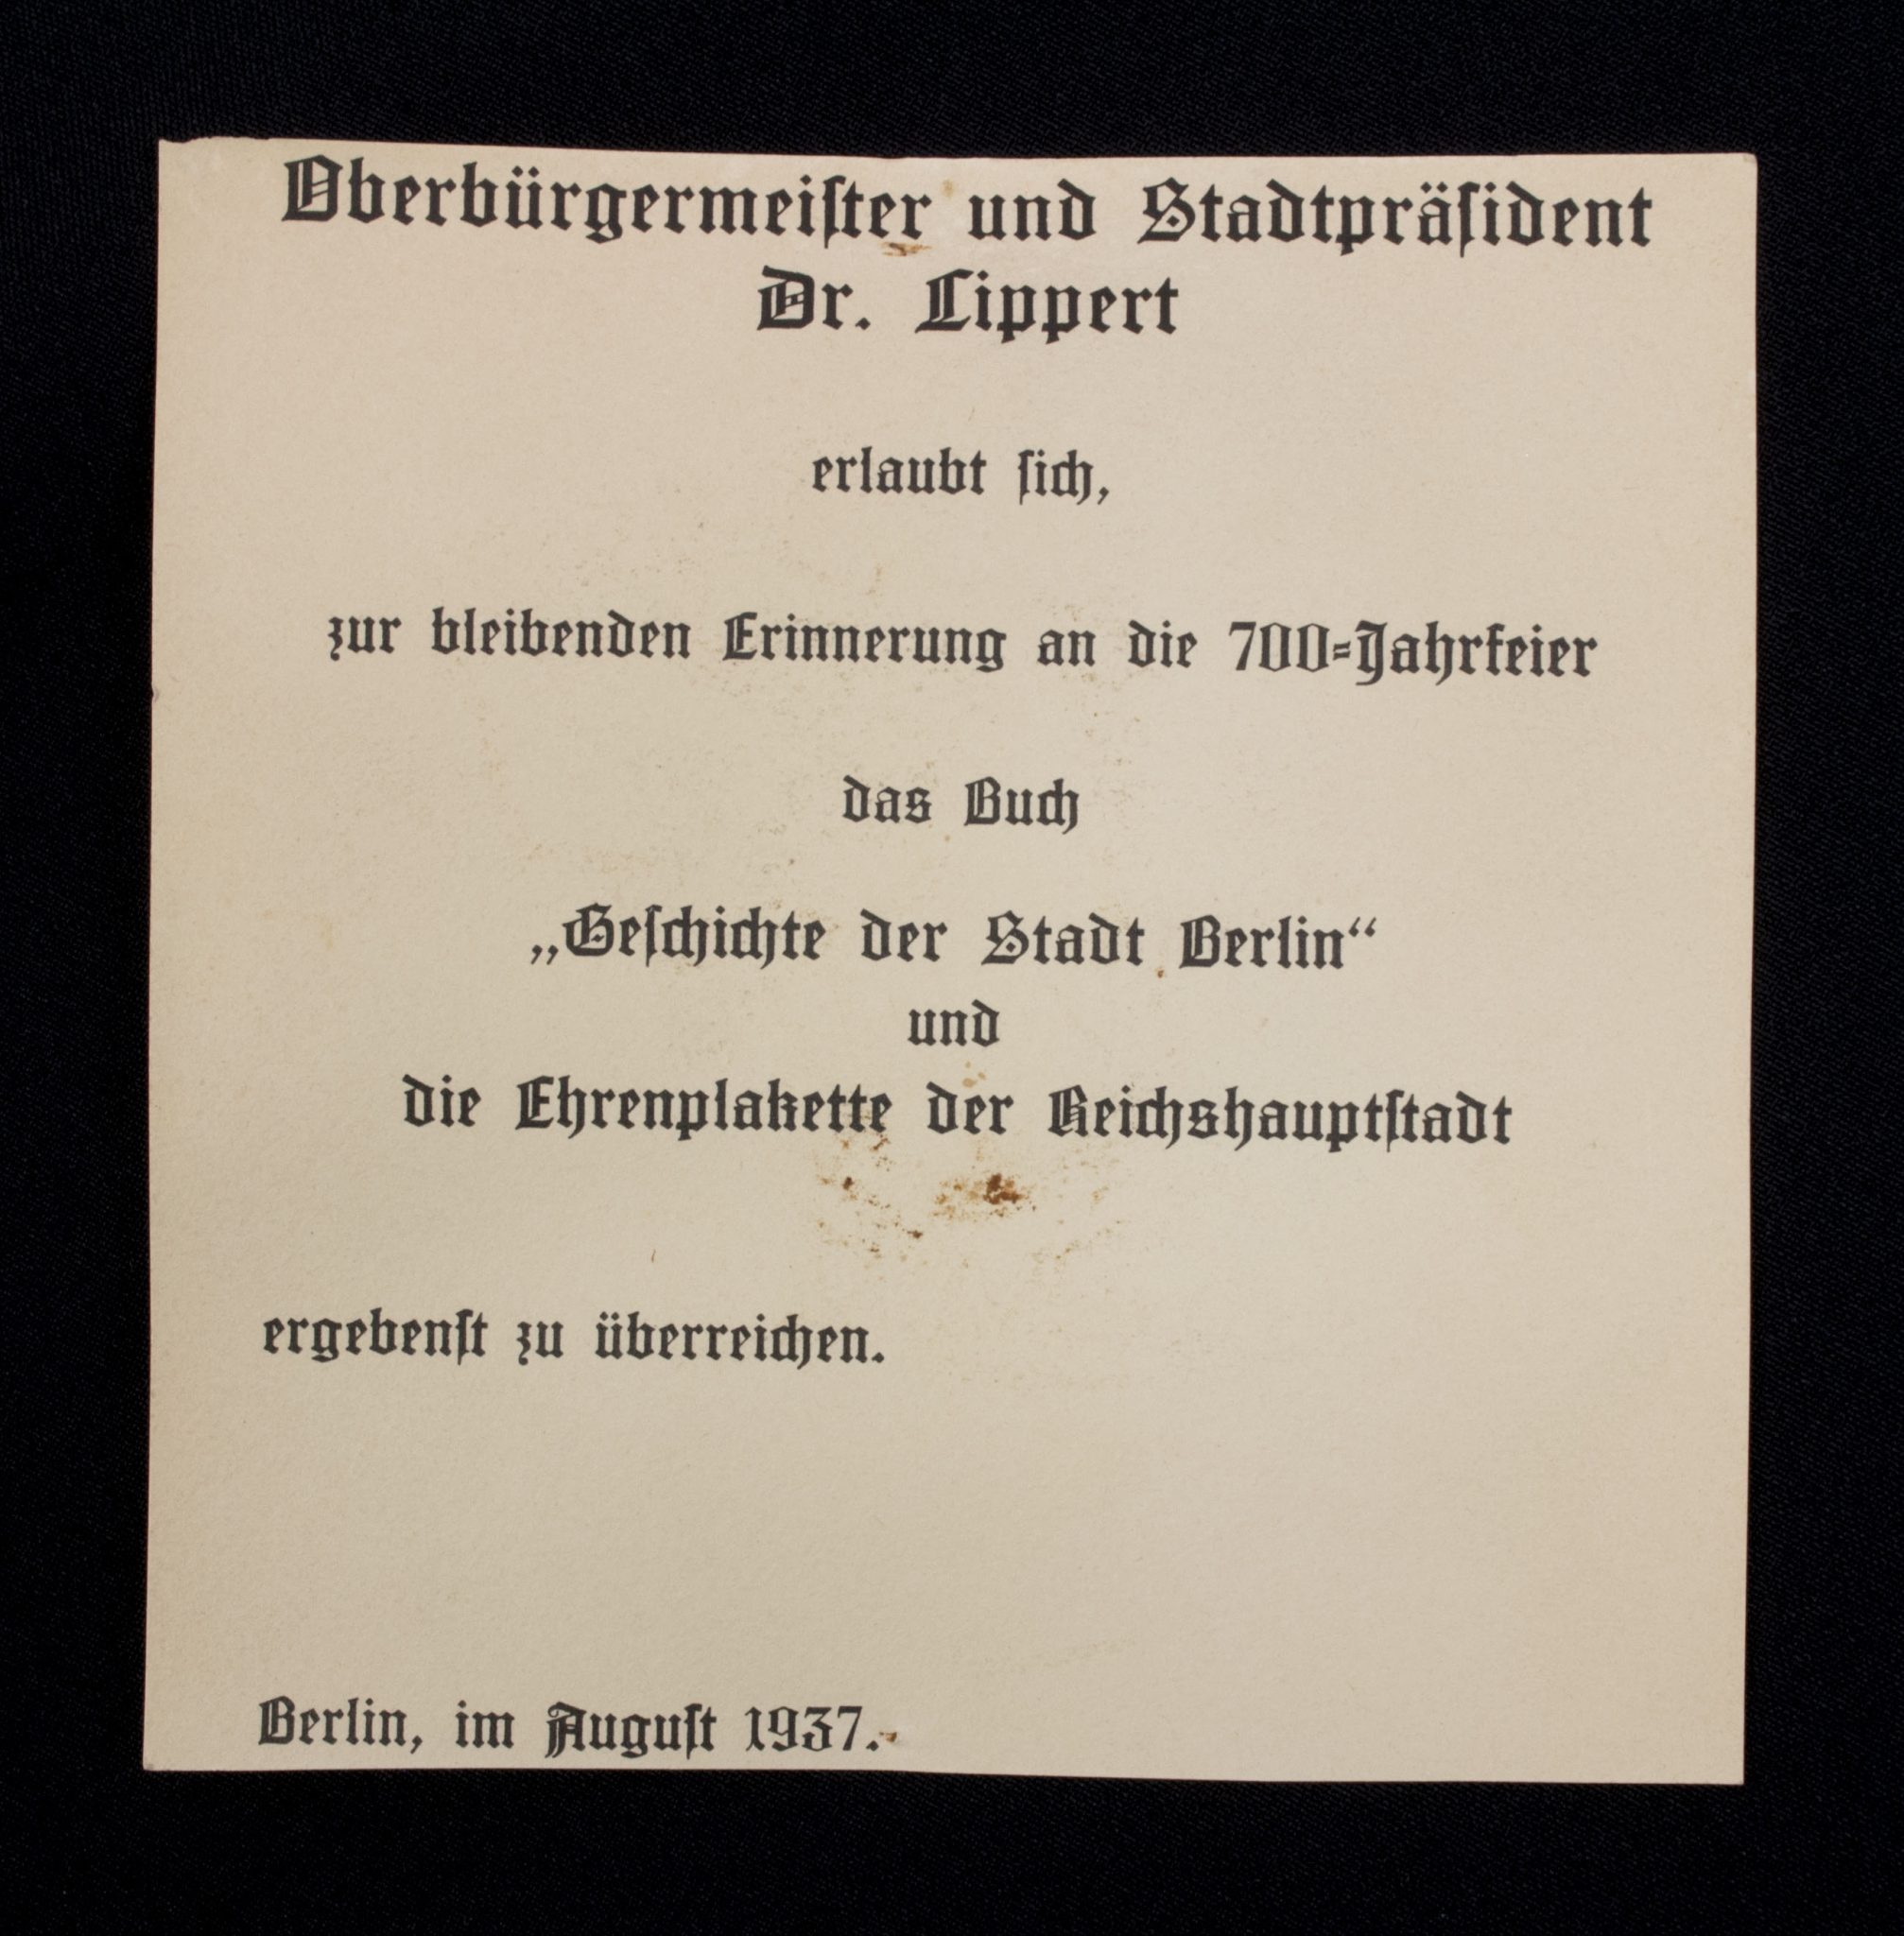 Oberbürgermeiſter und Stadtpräſident
Dr. Lippert
erlaubt ſich,
zur bleibenden Erinnerung an die 700=Jahrfeier
das Buch
„Geſchichte der Stadt Berlin“
und
die Ehrenplakette der Reichshauptſtadt
ergebenſt zu überreichen.
Berlin, im Auguſt 1937.